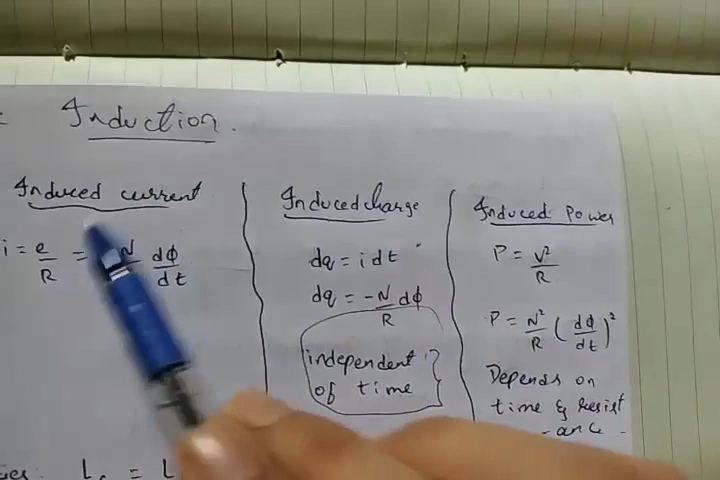 Induction.
Induced current
i = e/R = N dφ/dt
Induced charge
dq = i dt
dq = -N/R dφ
independent
of time
Induced Power
P = V²/R
P = N²/R (dφ/dt)²
Depends on
time & resist
-ance -
L = L